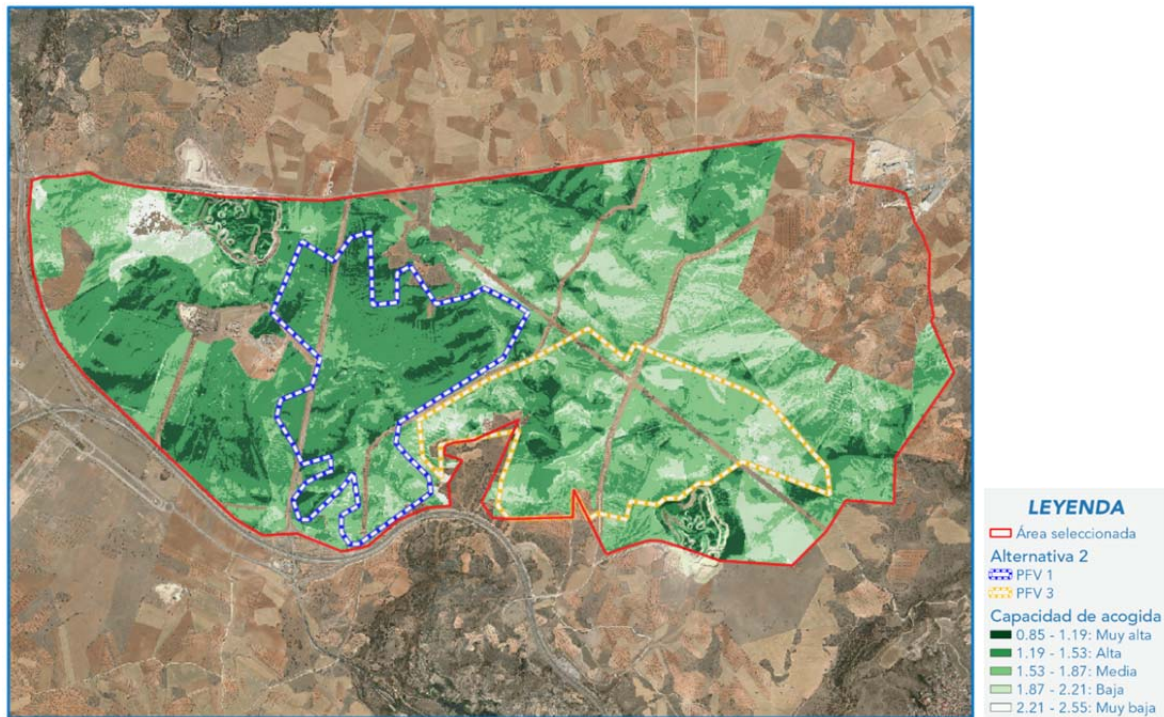 LEYENDA
Área seleccionada
Alternativa 2
PFV 1
PFV 3
Capacidad de acogida
0.85 - 1.19: Muy alta
1.19 - 1.53: Alta
1.53 - 1.87: Media
1.87 - 2.21: Baja
2.21 - 2.55: Muy baja